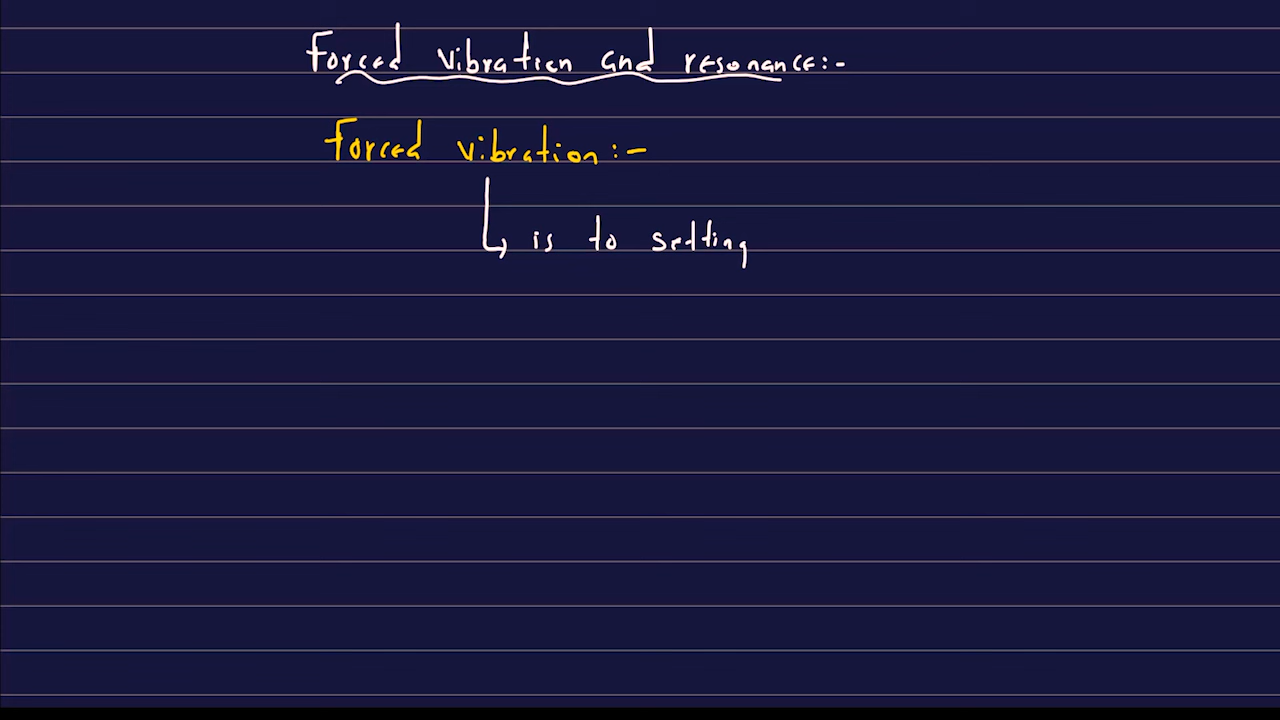 Forced vibration and resonance:-
Forced vibration:-
is to setting